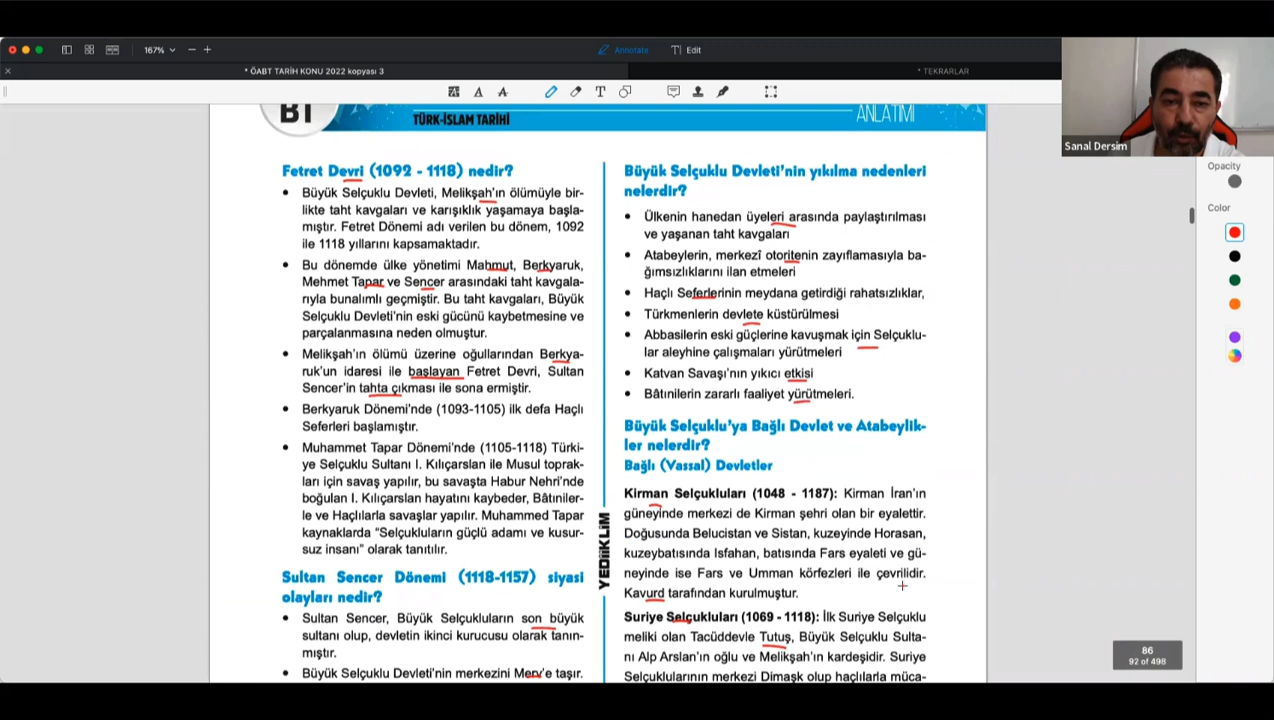 167%
Annotate
Edit
* ÖABT TARİH KONU 2022 kopyası 3
* TEKRARLAR
Sanal Dersim
Opacity
Color
BT
TÜRK-İSLAM TARİHİ
ANLATIMI
Fetret Devri (1092 - 1118) nedir?
• Büyük Selçuklu Devleti, Melikşah'ın ölümüyle bir-
likte taht kavgaları ve karışıklık yaşamaya başla-
mıştır. Fetret Dönemi adı verilen bu dönem, 1092
ile 1118 yıllarını kapsamaktadır.
• Bu dönemde ülke yönetimi Mahmut, Berkyaruk,
Mehmet Tapar ve Sencer arasındaki taht kavgala-
rıyla bunalımlı geçmiştir. Bu taht kavgaları, Büyük
Selçuklu Devleti'nin eski gücünü kaybetmesine ve
parçalanmasına neden olmuştur.
• Melikşah'ın ölümü üzerine oğullarından Berkya-
ruk'un idaresi ile başlayan Fetret Devri, Sultan
Sencer'in tahta çıkması ile sona ermiştir.
• Berkyaruk Dönemi'nde (1093-1105) ilk defa Haçlı
Seferleri başlamıştır.
• Muhammet Tapar Dönemi'nde (1105-1118) Türki-
ye Selçuklu Sultanı I. Kılıçarslan ile Musul toprak-
ları için savaş yapılır, bu savaşta Habur Nehri'nde
boğulan I. Kılıçarslan hayatını kaybeder, Bâtıniler-
le ve Haçlılarla savaşlar yapılır. Muhammed Tapar
kaynaklarda "Selçukluların güçlü adamı ve kusur-
suz insanı" olarak tanıtılır.
Sultan Sencer Dönemi (1118-1157) siyasi
olayları nedir?
• Sultan Sencer, Büyük Selçukluların son büyük
sultanı olup, devletin ikinci kurucusu olarak tanın-
mıştır.
• Büyük Selçuklu Devleti'nin merkezini Merv'e taşır.
YEDİİKLİM
Büyük Selçuklu Devleti'nin yıkılma nedenleri
nelerdir?
• Ülkenin hanedan üyeleri arasında paylaştırılması
ve yaşanan taht kavgaları
• Atabeylerin, merkezî otoritenin zayıflamasıyla ba-
ğımsızlıklarını ilan etmeleri
• Haçlı Seferlerinin meydana getirdiği rahatsızlıklar,
• Türkmenlerin devlete küstürülmesi
• Abbasilerin eski güçlerine kavuşmak için Selçuklu-
lar aleyhine çalışmaları yürütmeleri
• Katvan Savaşı'nın yıkıcı etkisi
• Bâtınilerin zararlı faaliyet yürütmeleri.
Büyük Selçuklu'ya Bağlı Devlet ve Atabeylik-
ler nelerdir?
Bağlı (Vassal) Devletler
Kirman Selçukluları (1048 - 1187): Kirman İran'ın
güneyinde merkezi de Kirman şehri olan bir eyalettir.
Doğusunda Belucistan ve Sistan, kuzeyinde Horasan,
kuzeybatısında Isfahan, batısında Fars eyaleti ve gü-
neyinde ise Fars ve Umman körfezleri ile çevrilidir.
Kavurd tarafından kurulmuştur.
Suriye Selçukluları (1069 - 1118): İlk Suriye Selçuklu
meliki olan Tacüddevle Tutuş, Büyük Selçuklu Sulta-
nı Alp Arslan'ın oğlu ve Melikşah'ın kardeşidir. Suriye
Selçuklularının merkezi Dimaşk olup haçlılarla müca-
86
92 of 498